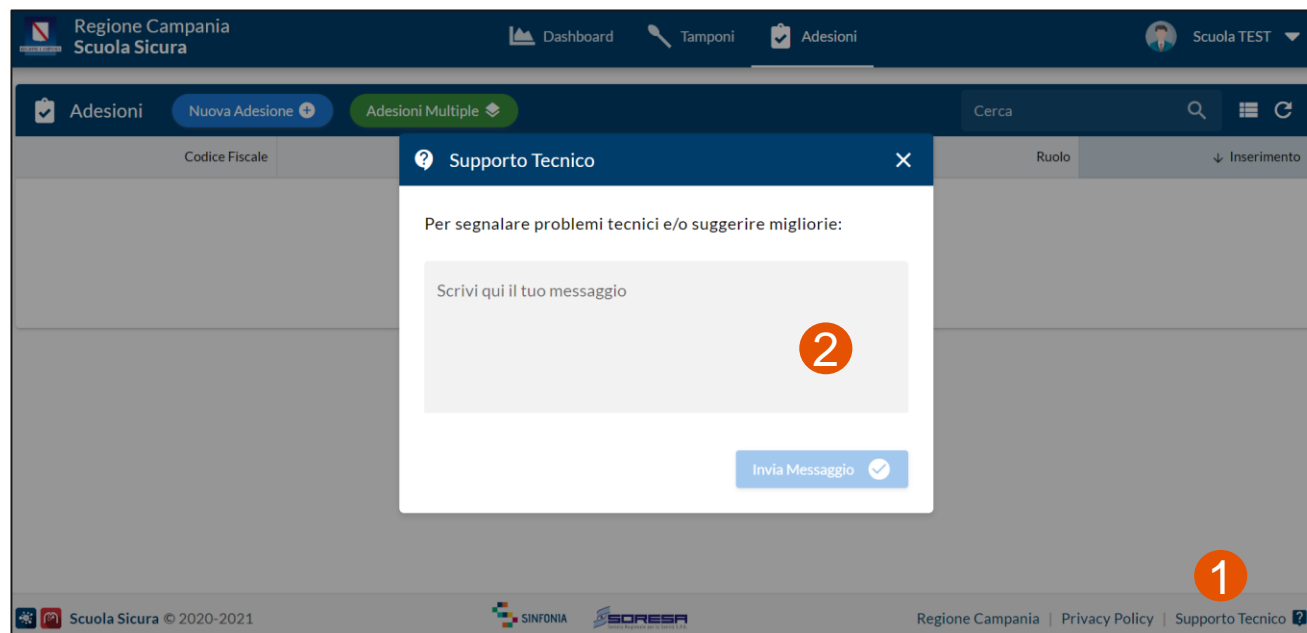 Regione Campania
Scuola Sicura
Dashboard
Tamponi
Adesioni
Scuola TEST
Adesioni
Nuova Adesione
Adesioni Multiple
Cerca
Codice Fiscale
Ruolo
Inserimento
Supporto Tecnico
Per segnalare problemi tecnici e/o suggerire migliorie:
Scrivi qui il tuo messaggio
2
Invia Messaggio
1
Scuola Sicura © 2020-2021
SINFONIA
SORESA
Regione Campania | Privacy Policy | Supporto Tecnico